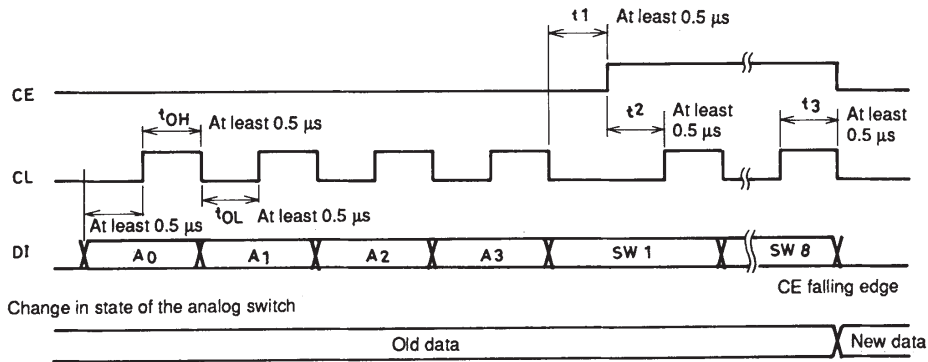 t1 At least 0.5 µs
CE
tOH At least 0.5 µs
t2 At least
0.5 µs
t3 At least
0.5 µs
CL
At least 0.5 µs
tOL At least 0.5 µs
DI A0 A1 A2 A3 SW 1 SW 8
CE falling edge
Change in state of the analog switch
Old data New data